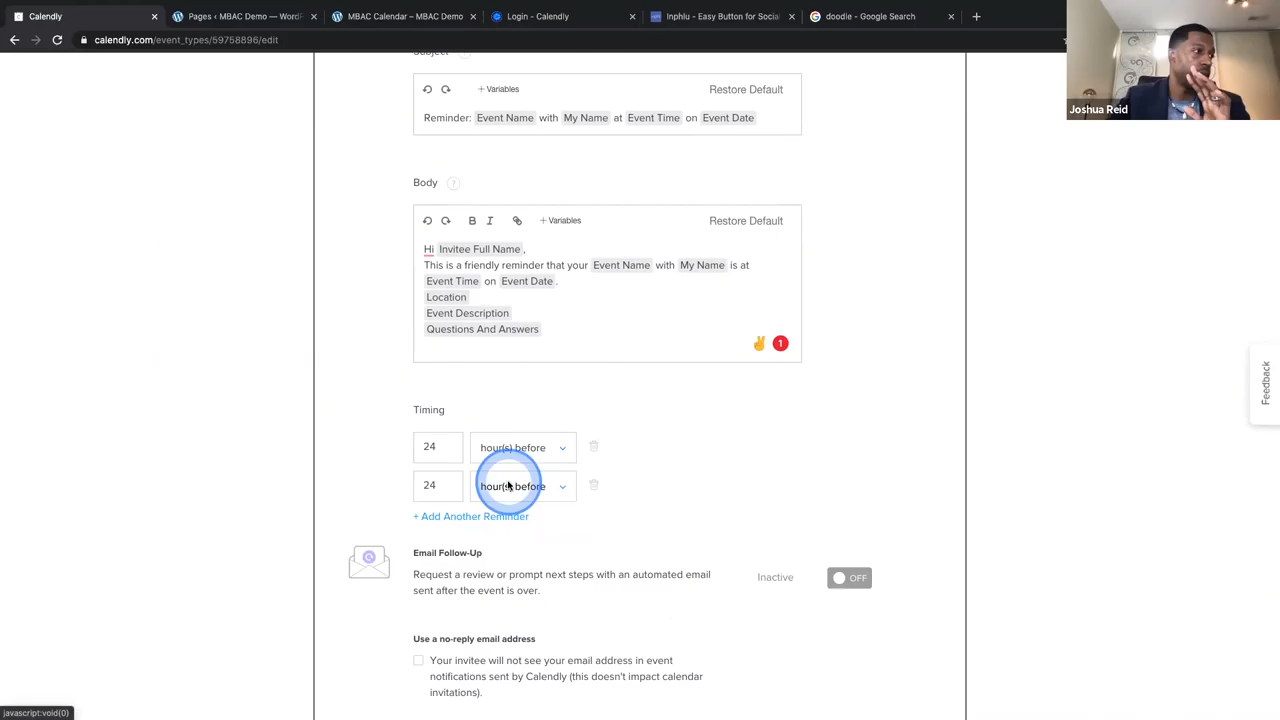 Calendly
Pages ‹ MBAC Demo — WordP
MBAC Calendar – MBAC Demo
Login - Calendly
Inphlu - Easy Button for Social
doodle - Google Search
calendly.com/event_types/59758896/edit
Joshua Reid
Subject
+ Variables
Restore Default
Reminder: Event Name with My Name at Event Time on Event Date
Body
?
B I + Variables
Restore Default
Hi Invitee Full Name ,
This is a friendly reminder that your Event Name with My Name is at
Event Time on Event Date .
Location
Event Description
Questions And Answers
1
Timing
24 hour(s) before
24 hour(s) before
+ Add Another Reminder
Email Follow-Up
Request a review or prompt next steps with an automated email
sent after the event is over.
Inactive
OFF
Use a no-reply email address
Your invitee will not see your email address in event
notifications sent by Calendly (this doesn't impact calendar
invitations).
Feedback
javascript:void(0)